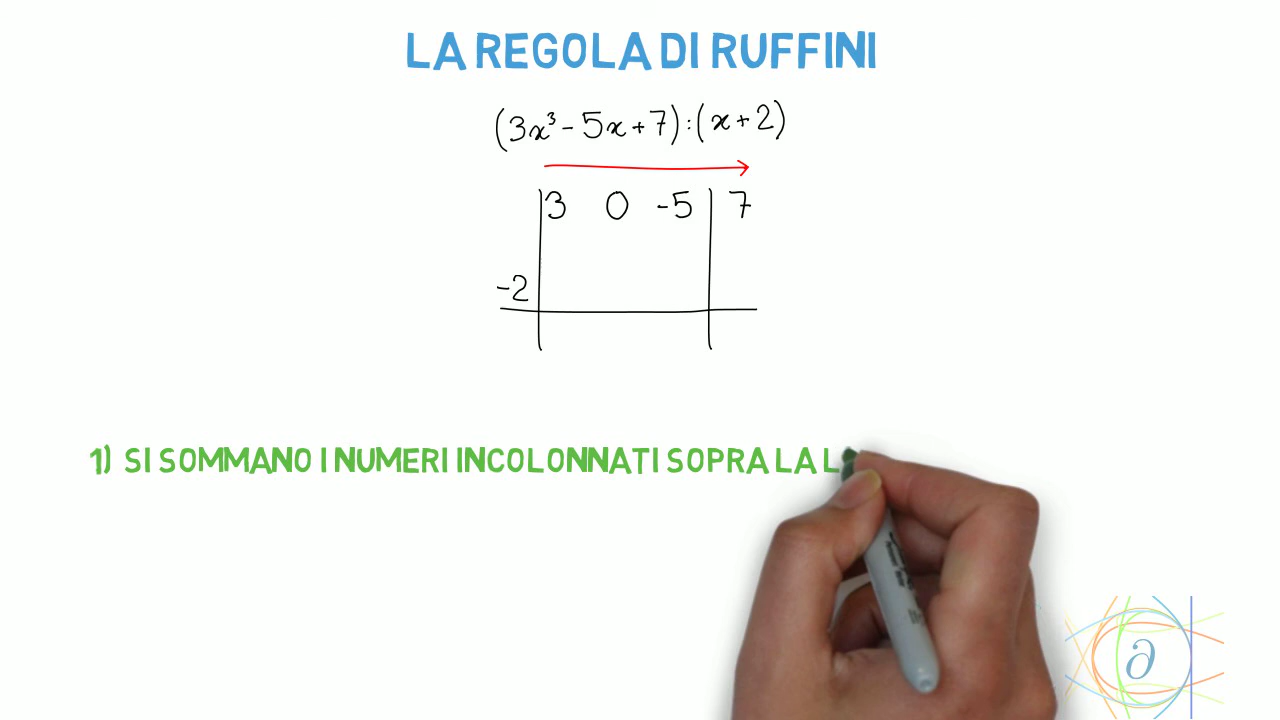 LA REGOLA DI RUFFINI
(3x³-5x+7):(x+2)
3 0 -5 7
-2
1) SI SOMMANO I NUMERI INCOLONNATI SOPRA LA L
∂